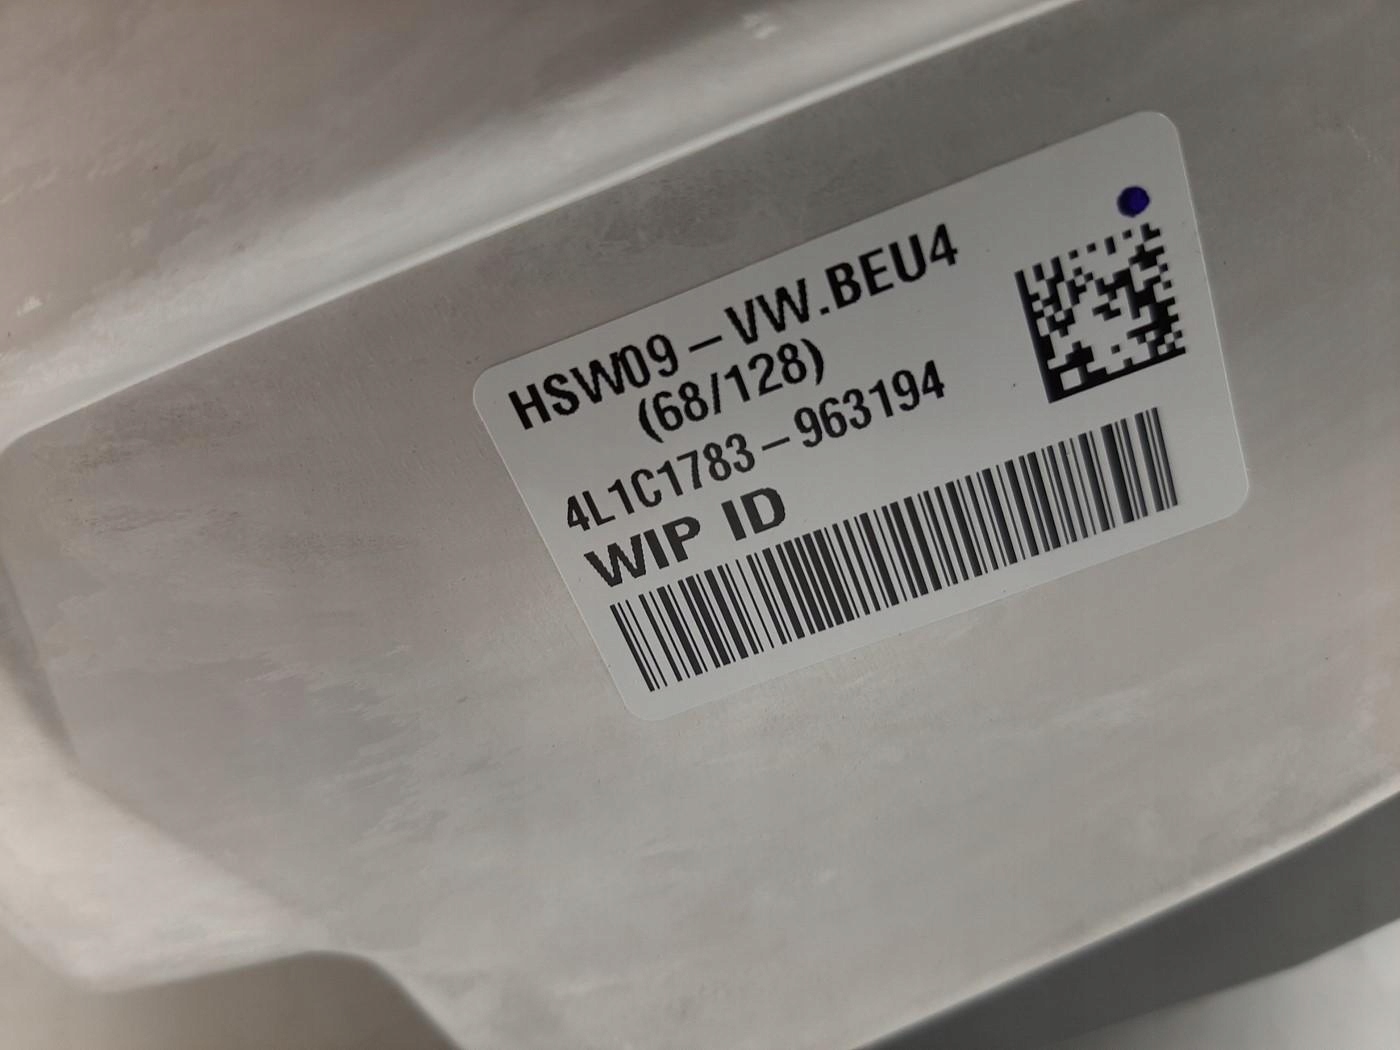 HSW09-VW.BEU4
(68/128)
4L1C1783-963194
WIP ID